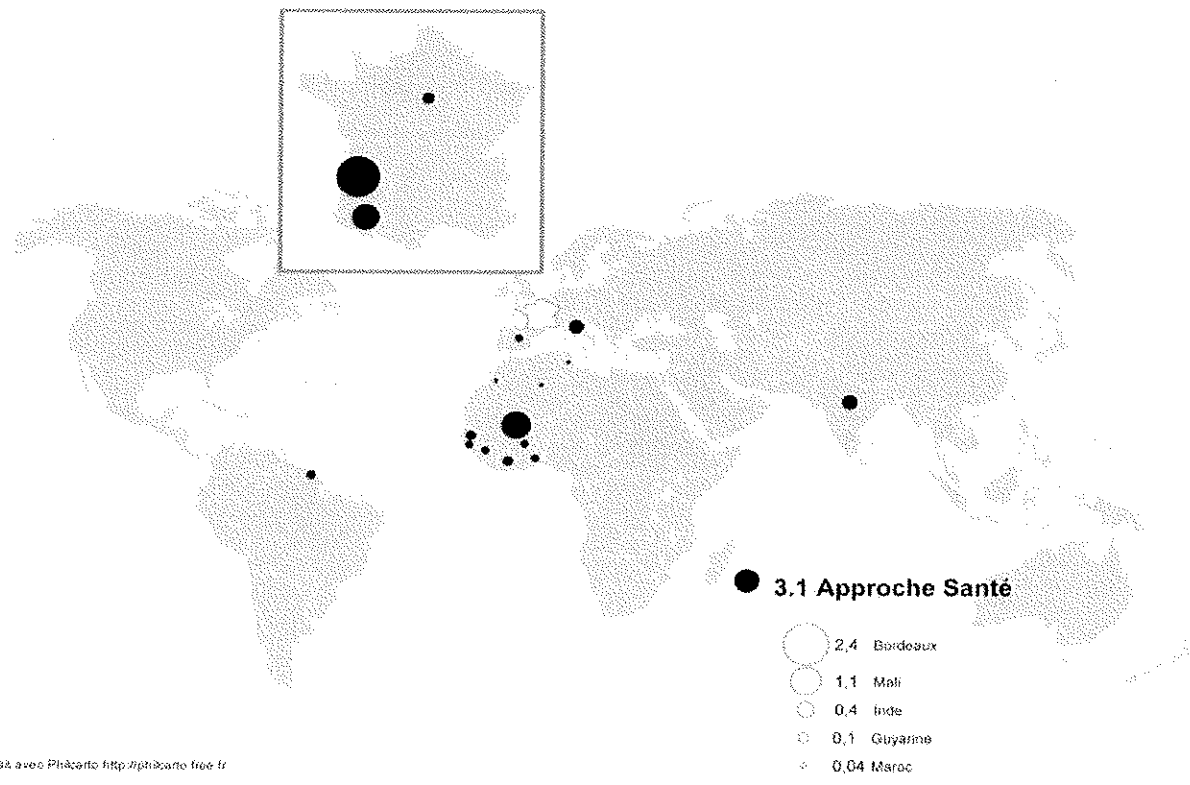 3.1 Approche Santé
2,4 Bordeaux
1,1 Mali
0,4 Inde
0,1 Guyanne
0,04 Maroc
avec Philcarto http://philcarto.free.fr